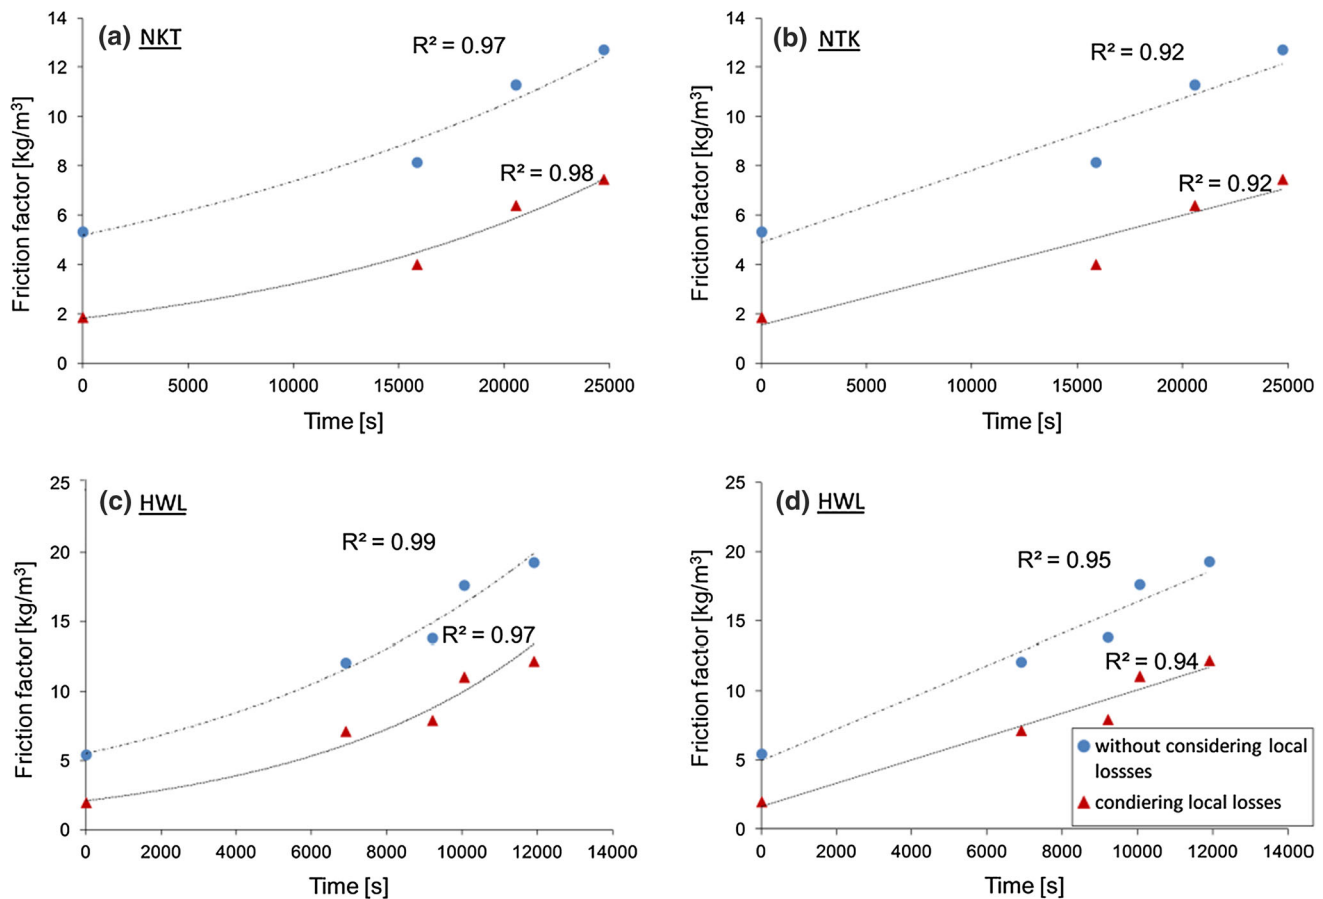 (a) NKT
R² = 0.97
R² = 0.98
Friction factor [kg/m³]
14
12
10
8
6
4
2
0
0 5000 10000 15000 20000 25000
Time [s]
(b) NTK
R² = 0.92
R² = 0.92
Friction factor [kg/m³]
14
12
10
8
6
4
2
0
0 5000 10000 15000 20000 25000
Time [s]
(c) HWL
R² = 0.99
R² = 0.97
Friction factor [kg/m³]
25
20
15
10
5
0
0 2000 4000 6000 8000 10000 12000 14000
Time [s]
(d) HWL
R² = 0.95
R² = 0.94
Friction factor [kg/m³]
25
20
15
10
5
0
0 2000 4000 6000 8000 10000 12000 14000
Time [s]
without considering local
lossses
condiering local losses